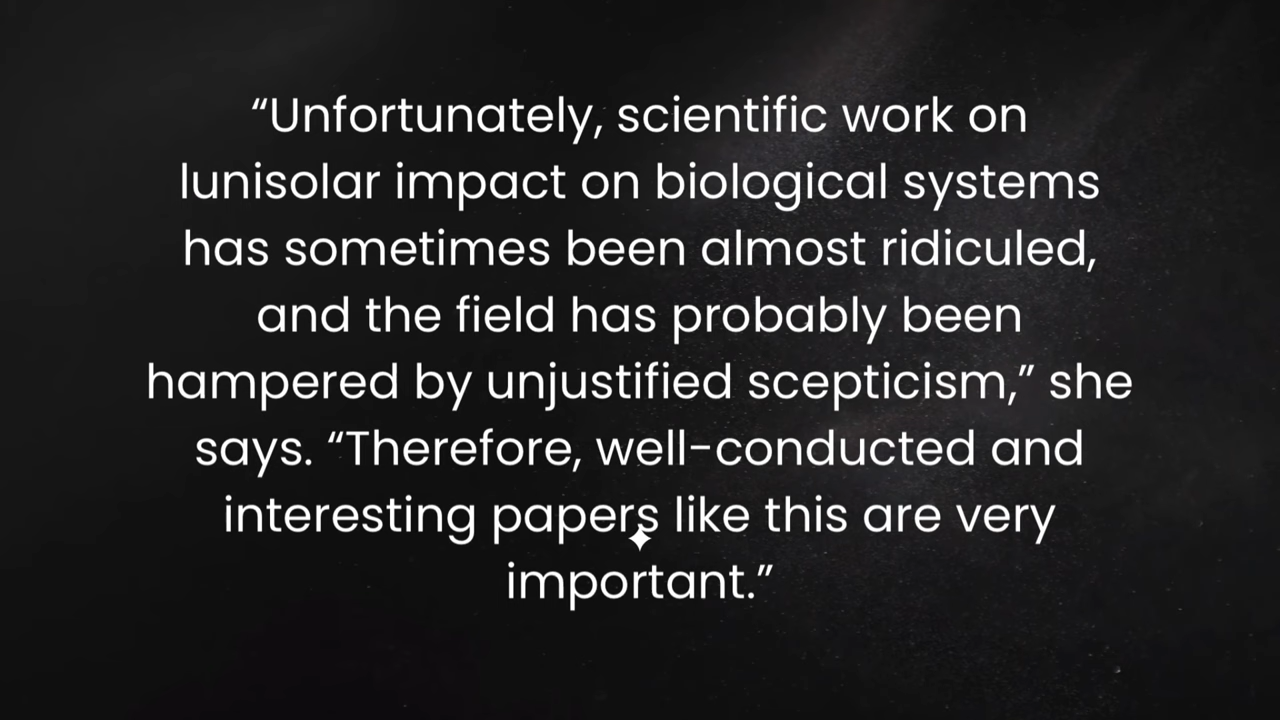 “Unfortunately, scientific work on
lunisolar impact on biological systems
has sometimes been almost ridiculed,
and the field has probably been
hampered by unjustified scepticism,” she
says. “Therefore, well-conducted and
interesting papers like this are very
important.”